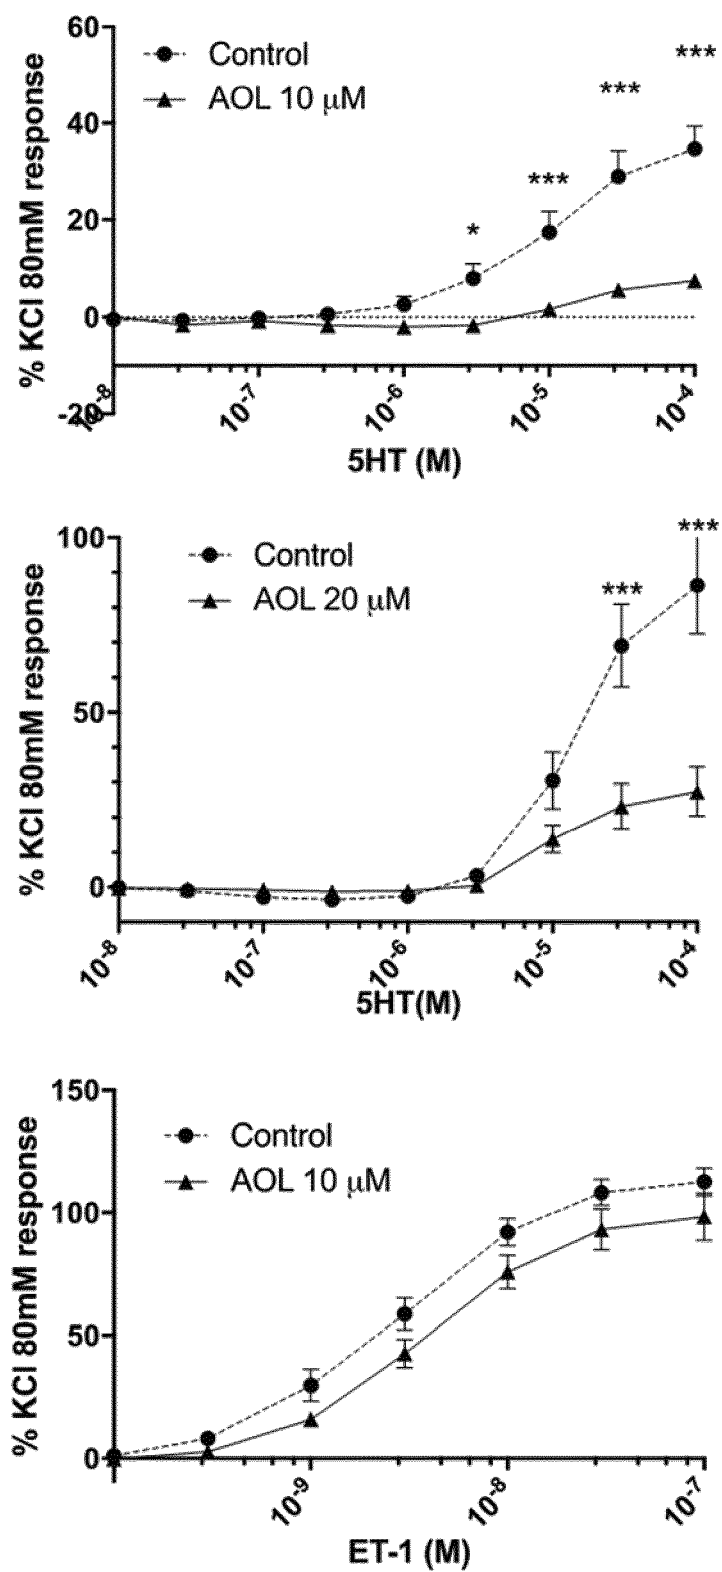 60
Control
***
AOL 10 μM
***
40
***
20
*
0
-20
% KCl 80mM response
10-8
10-7
10-6
10-5
10-4
5HT (M)
100
***
Control
***
AOL 20 μM
50
0
% KCl 80mM response
10-8
10-7
10-6
10-5
10-4
5HT(M)
150
Control
AOL 10 μM
100
50
0
% KCl 80mM response
10-9
10-8
10-7
ET-1 (M)